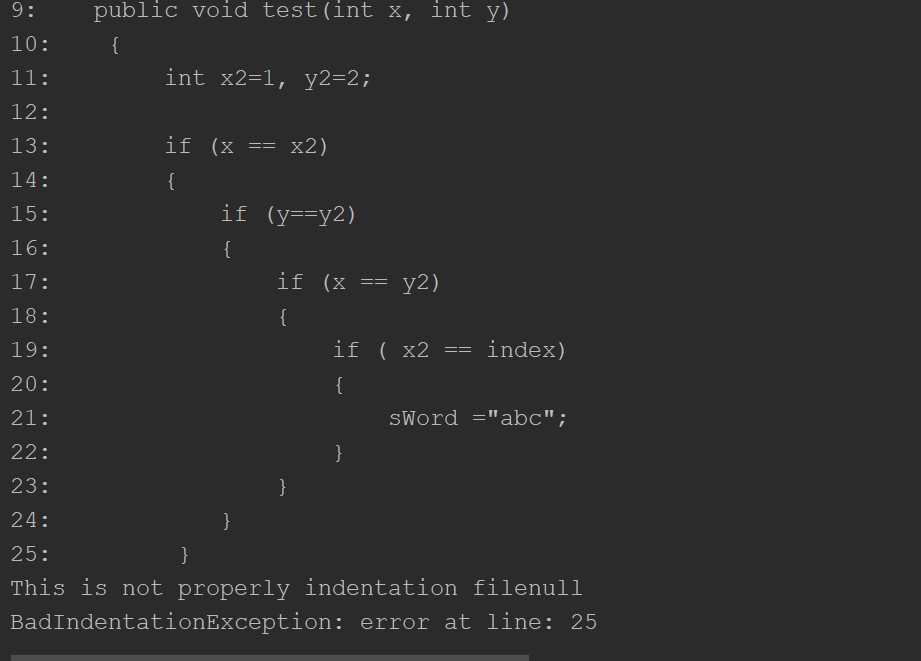 9:    public void test(int x, int y)
10:     {
11:         int x2=1, y2=2;
12:
13:         if (x == x2)
14:         {
15:             if (y==y2)
16:             {
17:                 if (x == y2)
18:                 {
19:                     if ( x2 == index)
20:                     {
21:                         sWord ="abc";
22:                     }
23:                 }
24:             }
25:          }
This is not properly indentation filenull
BadIndentationException: error at line: 25